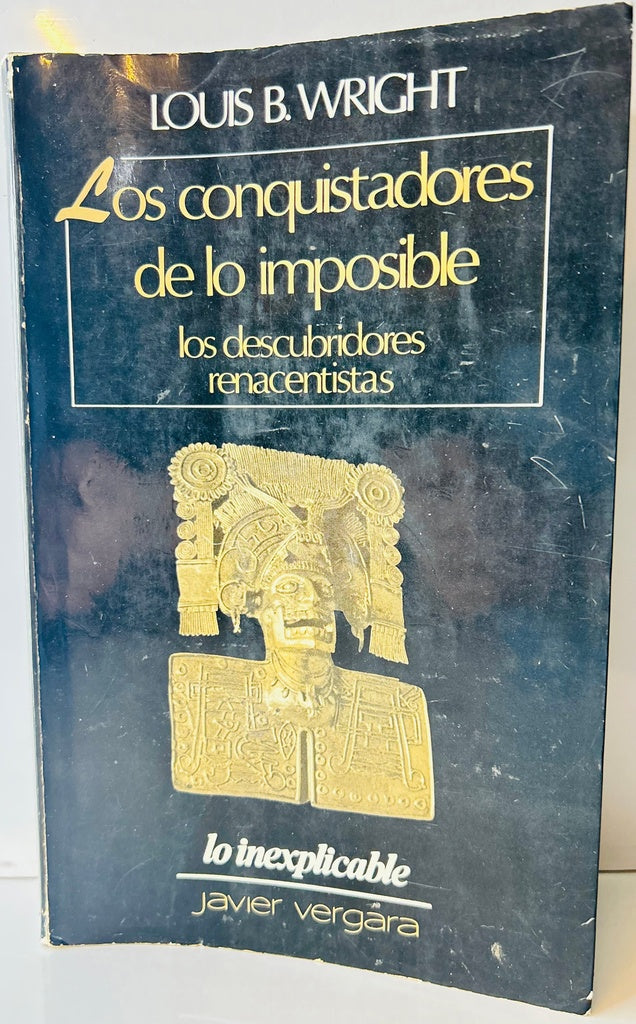 LOUIS B. WRIGHT
Los conquistadores
de lo imposible
los descubridores
renacentistas
lo inexplicable
javier vergara